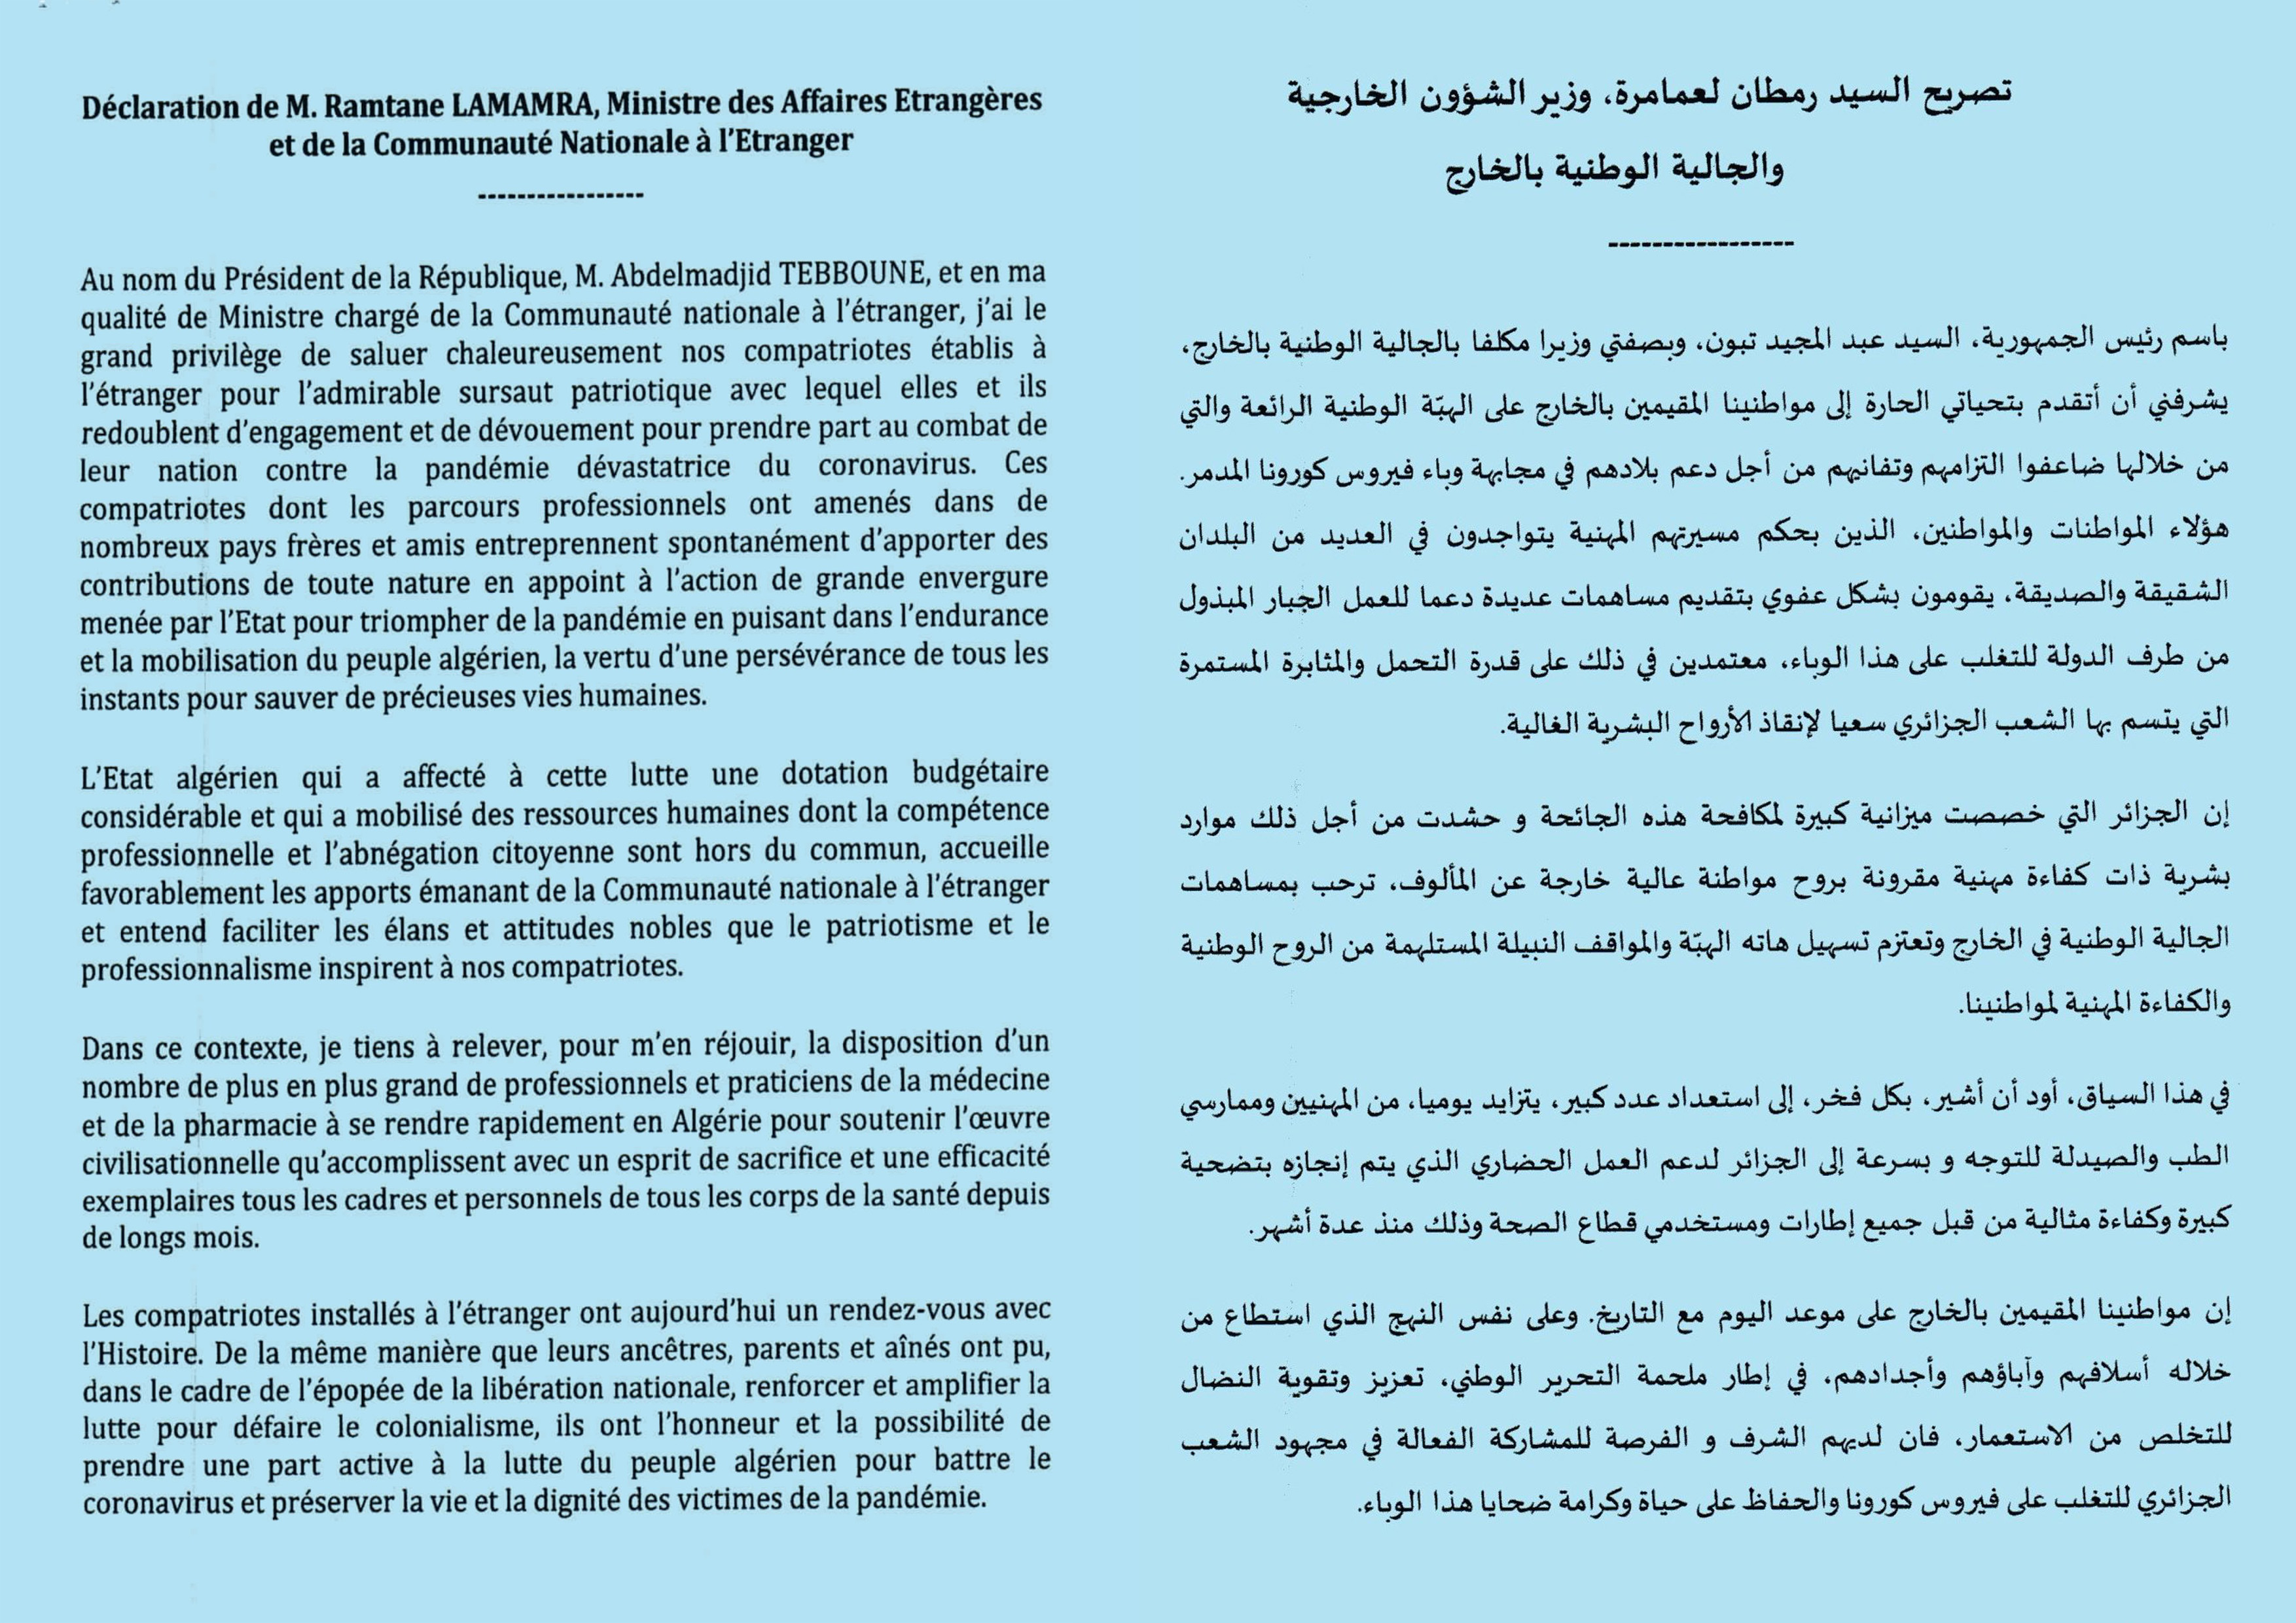 Déclaration de M. Ramtane LAMAMRA, Ministre des Affaires Etrangères
et de la Communauté Nationale à l'Etranger
-----------------
Au nom du Président de la République, M. Abdelmadjid TEBBOUNE, et en ma
qualité de Ministre chargé de la Communauté nationale à l'étranger, j'ai le
grand privilège de saluer chaleureusement nos compatriotes établis à
l'étranger pour l'admirable sursaut patriotique avec lequel elles et ils
redoublent d'engagement et de dévouement pour prendre part au combat de
leur nation contre la pandémie dévastatrice du coronavirus. Ces
compatriotes dont les parcours professionnels ont amenés dans de
nombreux pays frères et amis entreprennent spontanément d'apporter des
contributions de toute nature en appoint à l'action de grande envergure
menée par l'Etat pour triompher de la pandémie en puisant dans l'endurance
et la mobilisation du peuple algérien, la vertu d'une persévérance de tous les
instants pour sauver de précieuses vies humaines.
L'Etat algérien qui a affecté à cette lutte une dotation budgétaire
considérable et qui a mobilisé des ressources humaines dont la compétence
professionnelle et l'abnégation citoyenne sont hors du commun, accueille
favorablement les apports émanant de la Communauté nationale à l'étranger
et entend faciliter les élans et attitudes nobles que le patriotisme et le
professionnalisme inspirent à nos compatriotes.
Dans ce contexte, je tiens à relever, pour m'en réjouir, la disposition d'un
nombre de plus en plus grand de professionnels et praticiens de la médecine
et de la pharmacie à se rendre rapidement en Algérie pour soutenir l'œuvre
civilisationnelle qu'accomplissent avec un esprit de sacrifice et une efficacité
exemplaires tous les cadres et personnels de tous les corps de la santé depuis
de longs mois.
Les compatriotes installés à l'étranger ont aujourd'hui un rendez-vous avec
l'Histoire. De la même manière que leurs ancêtres, parents et aînés ont pu,
dans le cadre de l'épopée de la libération nationale, renforcer et amplifier la
lutte pour défaire le colonialisme, ils ont l'honneur et la possibilité de
prendre une part active à la lutte du peuple algérien pour battre le
coronavirus et préserver la vie et la dignité des victimes de la pandémie.
تصريح السيد رمطان لعمامرة، وزير الشؤون الخارجية
والجالية الوطنية بالخارج
-----------------
باسم رئيس الجمهورية، السيد عبد المجيد تبون، وبصفتي وزيرا مكلفا بالجالية الوطنية بالخارج،
يشرفني أن أتقدم بتحياتي الحارة إلى مواطنينا المقيمين بالخارج على الهبّة الوطنية الرائعة والتي
من خلالها ضاعفوا التزامهم وتفانيهم من أجل دعم بلادهم في مجابهة وباء فيروس كورونا المدمر.
هؤلاء المواطنات والمواطنين، الذين بحكم مسيرتهم المهنية يتواجدون في العديد من البلدان
الشقيقة والصديقة، يقومون بشكل عفوي بتقديم مساهمات عديدة دعما للعمل الجبار المبذول
من طرف الدولة للتغلب على هذا الوباء، معتمدين في ذلك على قدرة التحمل والمثابرة المستمرة
التي يتسم بها الشعب الجزائري سعيا لإنقاذ الأرواح البشرية الغالية.
إن الجزائر التي خصصت ميزانية كبيرة لمكافحة هذه الجائحة و حشدت من أجل ذلك موارد
بشرية ذات كفاءة مهنية مقرونة بروح مواطنة عالية خارجة عن المألوف، ترحب بمساهمات
الجالية الوطنية في الخارج وتعتزم تسهيل هاته الهبّة والمواقف النبيلة المستلهمة من الروح الوطنية
والكفاءة المهنية لمواطنينا.
في هذا السياق، أود أن أشير، بكل فخر، إلى استعداد عدد كبير، يتزايد يوميا، من المهنيين وممارسي
الطب والصيدلة للتوجه و بسرعة إلى الجزائر لدعم العمل الحضاري الذي يتم إنجازه بتضحية
كبيرة وكفاءة مثالية من قبل جميع إطارات ومستخدمي قطاع الصحة وذلك منذ عدة أشهر.
إن مواطنينا المقيمين بالخارج على موعد اليوم مع التاريخ. وعلى نفس النهج الذي استطاع من
خلاله أسلافهم وآباؤهم وأجدادهم، في إطار ملحمة التحرير الوطني، تعزيز وتقوية النضال
للتخلص من الاستعمار، فان لديهم الشرف و الفرصة للمشاركة الفعالة في مجهود الشعب
الجزائري للتغلب على فيروس كورونا والحفاظ على حياة وكرامة ضحايا هذا الوباء.